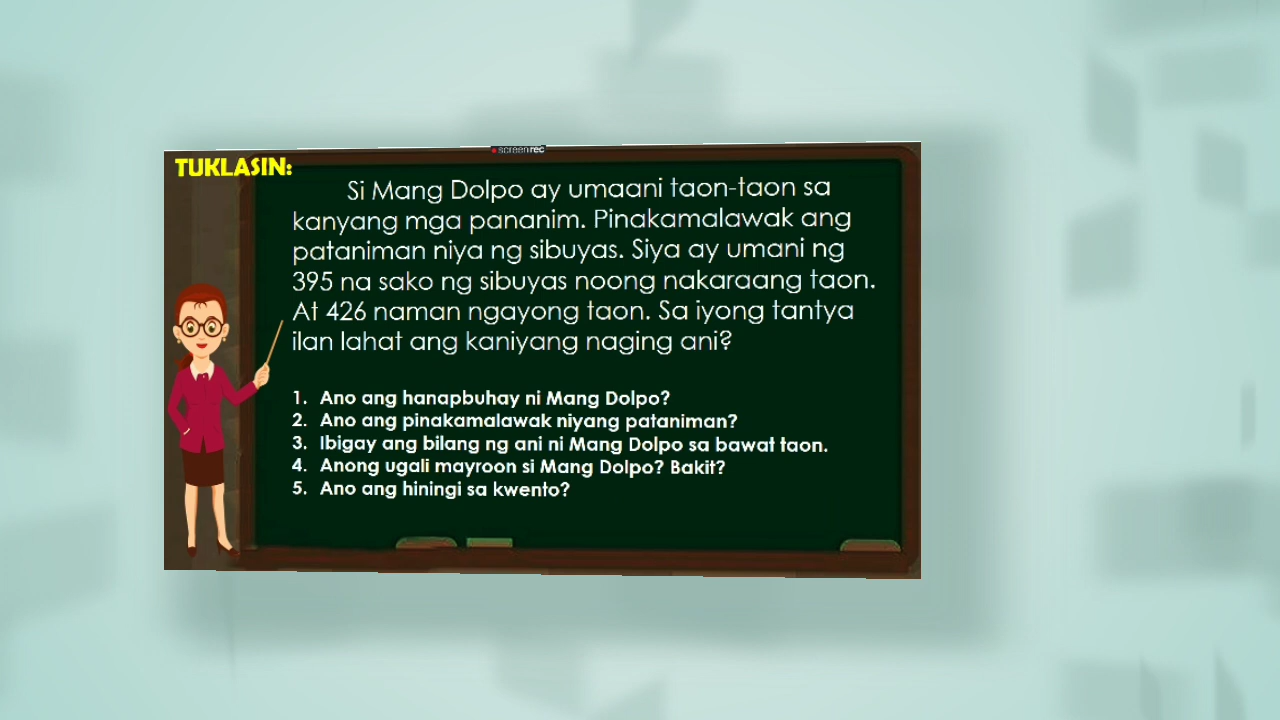 screenrec
TUKLASIN:
Si Mang Dolpo ay umaani taon-taon sa
kanyang mga pananim. Pinakamalawak ang
pataniman niya ng sibuyas. Siya ay umani ng
395 na sako ng sibuyas noong nakaraang taon.
At 426 naman ngayong taon. Sa iyong tantya
ilan lahat ang kaniyang naging ani?
1. Ano ang hanapbuhay ni Mang Dolpo?
2. Ano ang pinakamalawak niyang pataniman?
3. Ibigay ang bilang ng ani ni Mang Dolpo sa bawat taon.
4. Anong ugali mayroon si Mang Dolpo? Bakit?
5. Ano ang hiningi sa kwento?